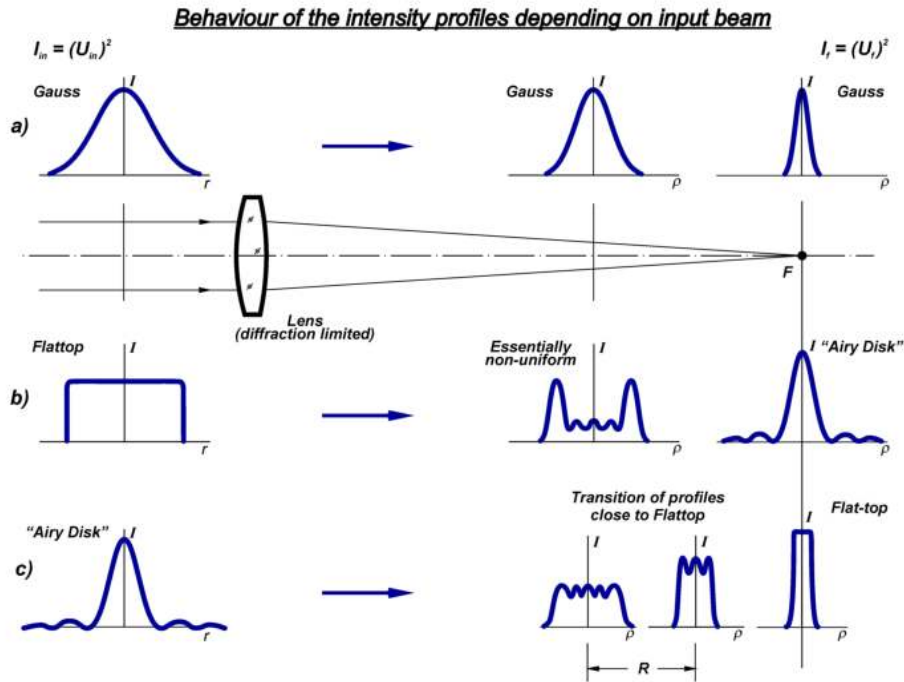 Behaviour of the intensity profiles depending on input beam
I_in = (U_in)^2
I_f = (U_f)^2
I
Gauss
a)
r
I
Gauss
ρ
I
Gauss
ρ
F
Lens
(diffraction limited)
Flattop
I
b)
r
Essentially
non-uniform
I
ρ
I
"Airy Disk"
ρ
"Airy Disk"
I
c)
r
Transition of profiles
close to Flattop
I
ρ
I
ρ
I
Flat-top
ρ
R